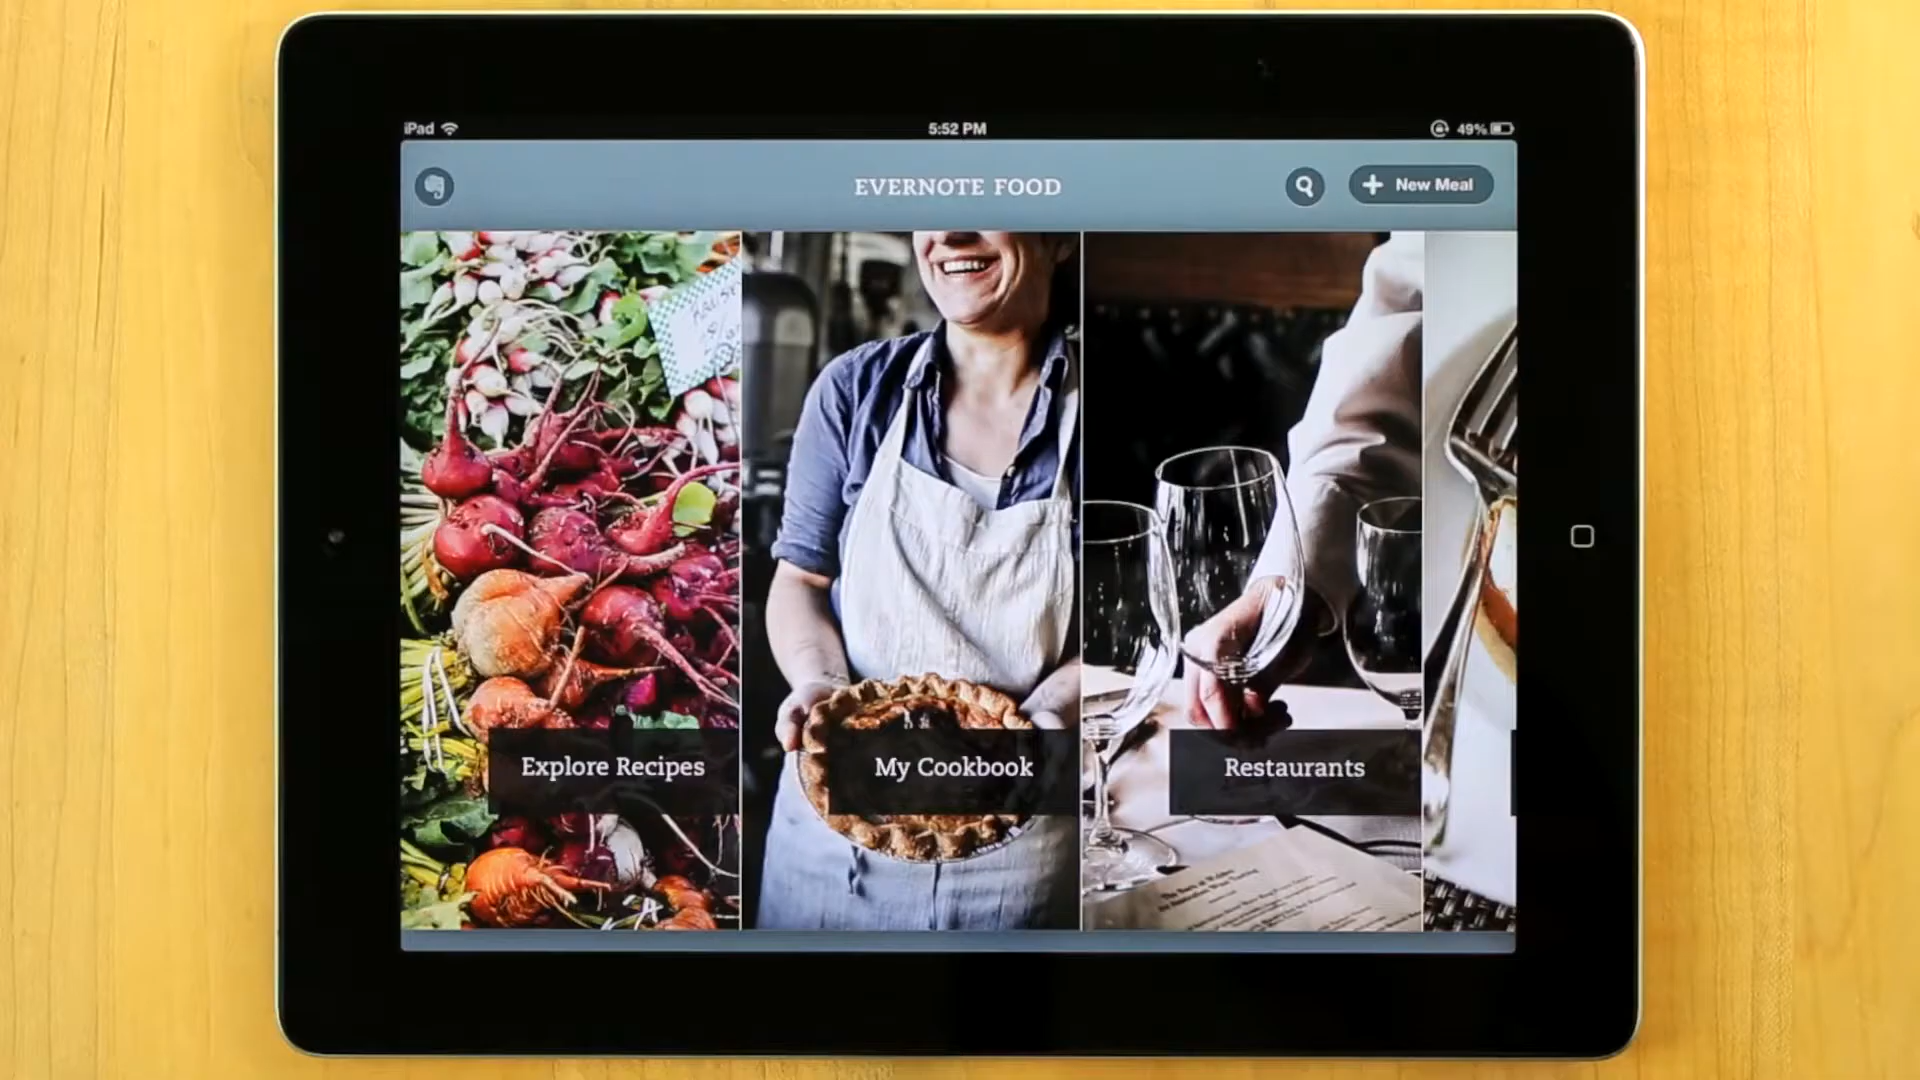 iPad
5:52 PM
49%
EVERNOTE FOOD
New Meal
Explore Recipes
My Cookbook
Restaurants